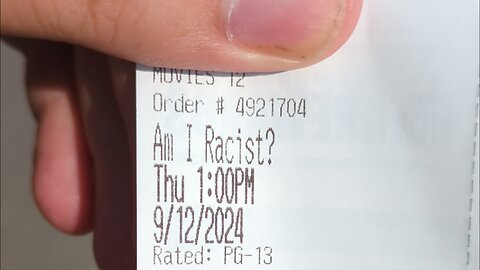 MOVIES 12
Order # 4921704
Am I Racist?
Thu 1:00PM
9/12/2024
Rated: PG-13